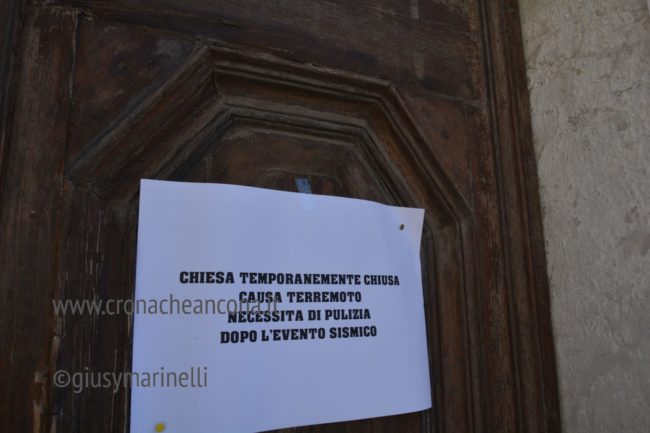 CHIESA TEMPORANEMENTE CHIUSA
CAUSA TERREMOTO
www.cronacheancona.it
NECESSITA DI PULIZIA
DOPO L'EVENTO SISMICO
©giusymarinelli